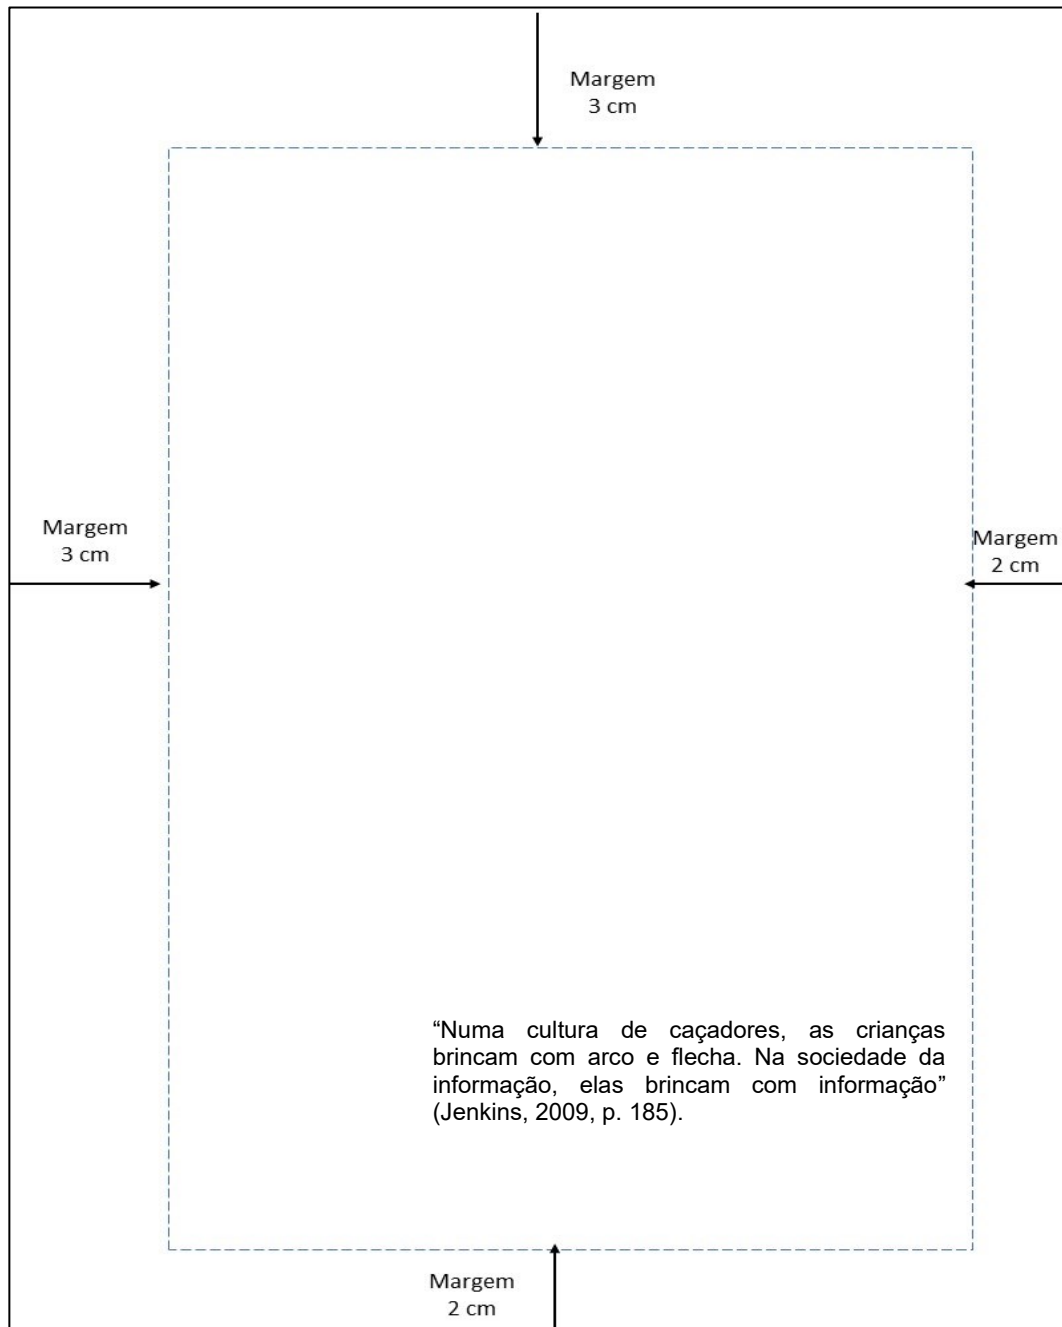 Margem
3 cm
Margem
3 cm
Margem
2 cm
“Numa cultura de caçadores, as crianças
brincam com arco e flecha. Na sociedade da
informação, elas brincam com informação”
(Jenkins, 2009, p. 185).
Margem
2 cm